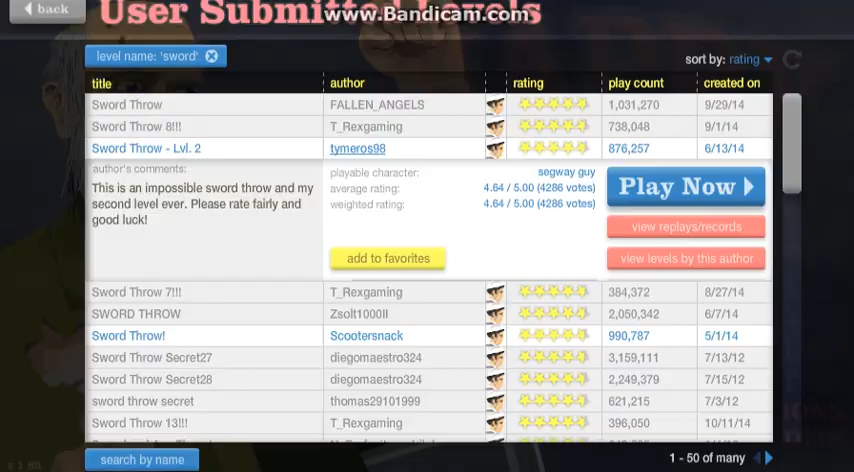 back
User Submitted Levels
www.Bandicam.com
level name: 'sword'
sort by: rating
title author rating play count created on
Sword Throw FALLEN_ANGELS 1,031,270 9/29/14
Sword Throw 8!!! T_Rexgaming 738,048 9/1/14
Sword Throw - Lvl. 2 tymeros98 876,257 6/13/14
author's comments:
This is an impossible sword throw and my
second level ever. Please rate fairly and
good luck!
playable character: segway guy
average rating: 4.64 / 5.00 (4286 votes)
weighted rating: 4.64 / 5.00 (4286 votes)
add to favorites
Play Now
view replays/records
view levels by this author
Sword Throw 7!!! T_Rexgaming 384,372 8/27/14
SWORD THROW Zsolt1000II 2,050,342 6/7/14
Sword Throw! Scootersnack 990,787 5/1/14
Sword Throw Secret27 diegomaestro324 3,159,111 7/13/12
Sword Throw Secret28 diegomaestro324 2,249,379 7/15/12
sword throw secret thomas29101999 621,215 7/3/12
Sword Throw 13!!! T_Rexgaming 396,050 10/11/14
search by name
1 - 50 of many